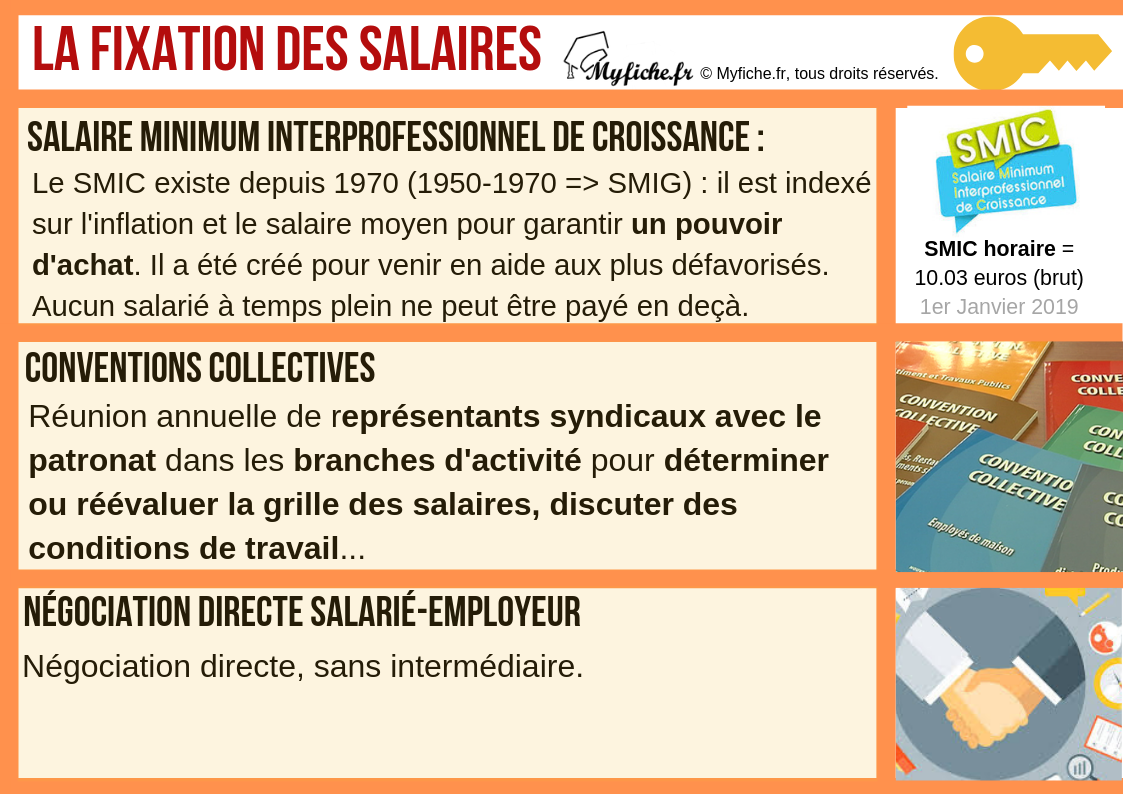 LA FIXATION DES SALAIRES
Myfiche.fr © Myfiche.fr, tous droits réservés.
SALAIRE MINIMUM INTERPROFESSIONNEL DE CROISSANCE :
Le SMIC existe depuis 1970 (1950-1970 => SMIG) : il est indexé
sur l'inflation et le salaire moyen pour garantir un pouvoir
d'achat. Il a été créé pour venir en aide aux plus défavorisés.
Aucun salarié à temps plein ne peut être payé en deçà.
SMIC
Salaire Minimum
Interprofessionnel
de Croissance
SMIC horaire =
10.03 euros (brut)
1er Janvier 2019
CONVENTIONS COLLECTIVES
Réunion annuelle de représentants syndicaux avec le
patronat dans les branches d'activité pour déterminer
ou réévaluer la grille des salaires, discuter des
conditions de travail...
et Travaux Publics
CONVE
COLLE
CONVENTION
COLLECTIVE
CON
COLL
CONVENTIO
COLLECTIVE
CO
CO
Employés de maison
NÉGOCIATION DIRECTE SALARIÉ-EMPLOYEUR
Négociation directe, sans intermédiaire.